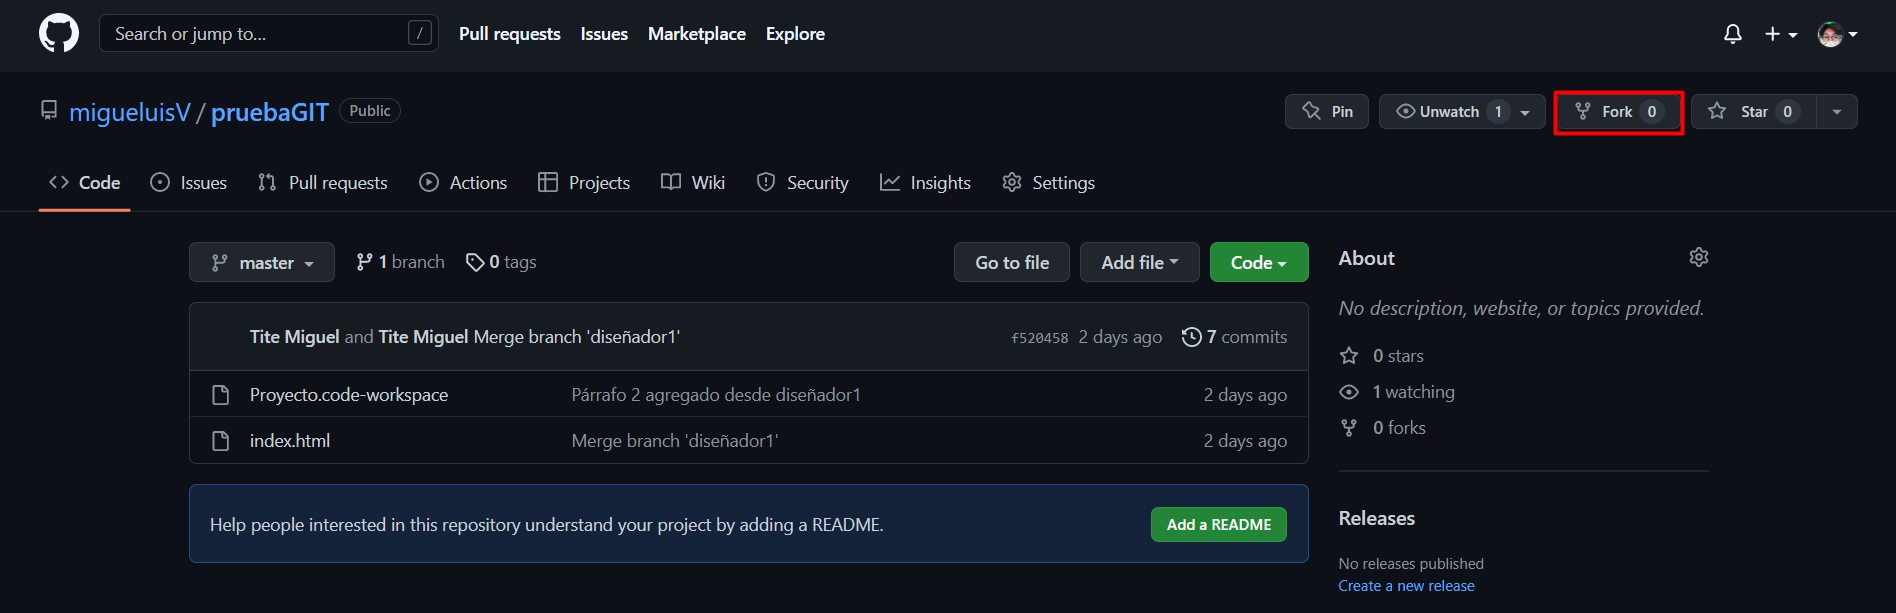 Search or jump to... / Pull requests Issues Marketplace Explore
migueluisV / pruebaGIT Public Pin Unwatch 1 Fork 0 Star 0
Code Issues Pull requests Actions Projects Wiki Security Insights Settings
master 1 branch 0 tags Go to file Add file Code
Tite Miguel and Tite Miguel Merge branch 'diseñador1' f520458 2 days ago 7 commits
Proyecto.code-workspace Párrafo 2 agregado desde diseñador1 2 days ago
index.html Merge branch 'diseñador1' 2 days ago
Help people interested in this repository understand your project by adding a README. Add a README
About
No description, website, or topics provided.
0 stars
1 watching
0 forks
Releases
No releases published
Create a new release